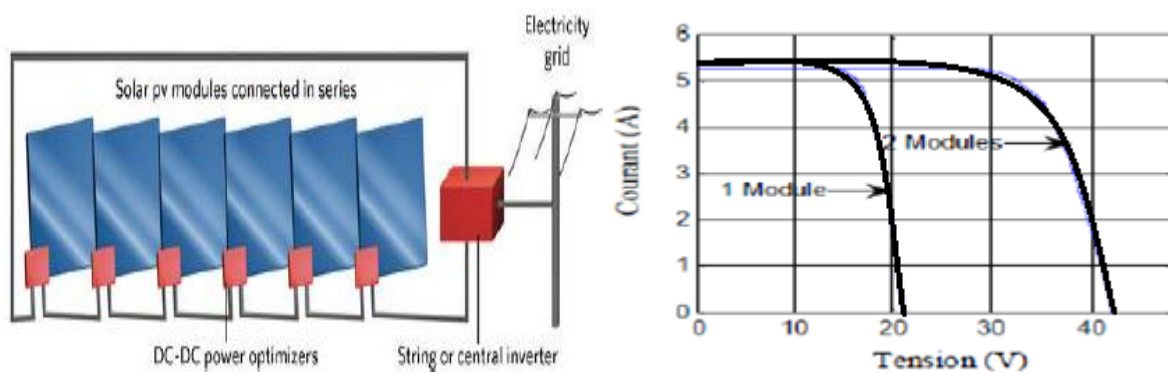 Electricity
grid
Solar pv modules connected in series
DC-DC power optimizers
String or central inverter
6
5
4
3
2
1
0
Courant (A)
2 Modules
1 Module
0
10
20
30
40
Tension (V)